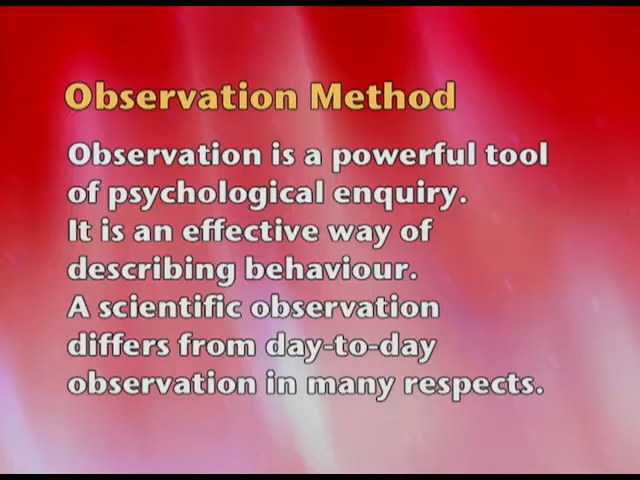 Observation Method
Observation is a powerful tool
of psychological enquiry.
It is an effective way of
describing behaviour.
A scientific observation
differs from day-to-day
observation in many respects.